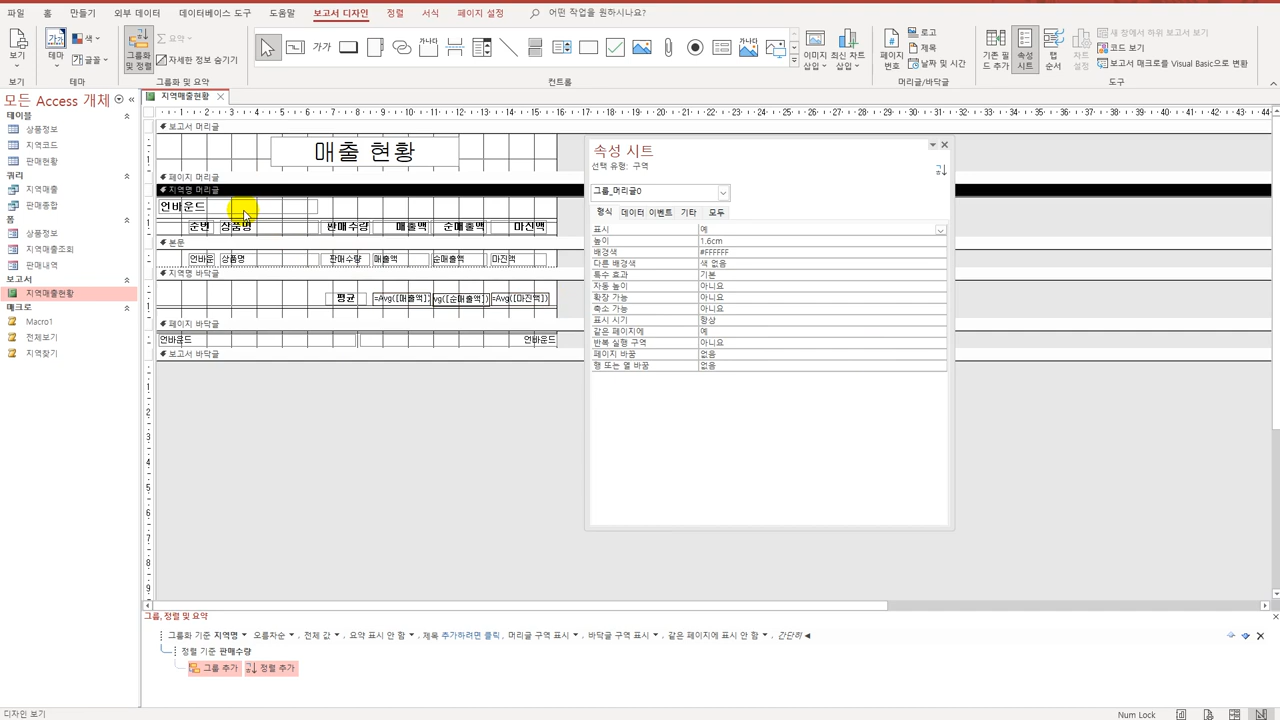 파일 홈 만들기 외부 데이터 데이터베이스 도구 도움말 보고서 디자인 정렬 서식 페이지 설정 어떤 작업을 원하시나요?
보기
보기
테마
색
글꼴
테마
그룹화 및 정렬
요약
자세한 정보 숨기기
그룹화 및 요약
컨트롤
이미지 삽입
최신 차트 삽입
페이지 번호
로고
제목
날짜 및 시간
머리글/바닥글
기존 필드 추가
속성 시트
탭 순서
차트 설정
새 창에서 하위 보고서 보기
코드 보기
보고서 매크로를 Visual Basic으로 변환
도구
모든 Access 개체
테이블
상품정보
지역코드
판매현황
쿼리
지역매출
판매종합
폼
상품정보
지역매출조회
판매내역
보고서
지역매출현황
매크로
Macro1
전체보기
지역찾기
지역매출현황
보고서 머리글
매출 현황
페이지 머리글
지역명 머리글
언바운드
순번 상품명 판매수량 매출액 순매출액 마진액
본문
언바운 상품명 판매수량 매출액 순매출액 마진액
지역명 바닥글
평균 =Avg([매출액]) vg([순매출액]) =Avg([마진액])
페이지 바닥글
언바운드 언바운드
보고서 바닥글
속성 시트
선택 유형: 구역
그룹_머리글0
형식 데이터 이벤트 기타 모두
표시 예
높이 1.6cm
배경색 #FFFFFF
다른 배경색 색 없음
특수 효과 기본
자동 높이 아니요
확장 가능 아니요
축소 가능 아니요
표시 시기 항상
같은 페이지에 예
반복 실행 구역 아니요
페이지 바꿈 없음
행 또는 열 바꿈 없음
그룹, 정렬 및 요약
그룹화 기준 지역명 오름차순, 전체 값, 요약 표시 안 함, 제목 추가하려면 클릭, 머리글 구역 표시, 바닥글 구역 표시, 같은 페이지에 표시 안 함, 간단히
정렬 기준 판매수량
그룹 추가 정렬 추가
디자인 보기
Num Lock